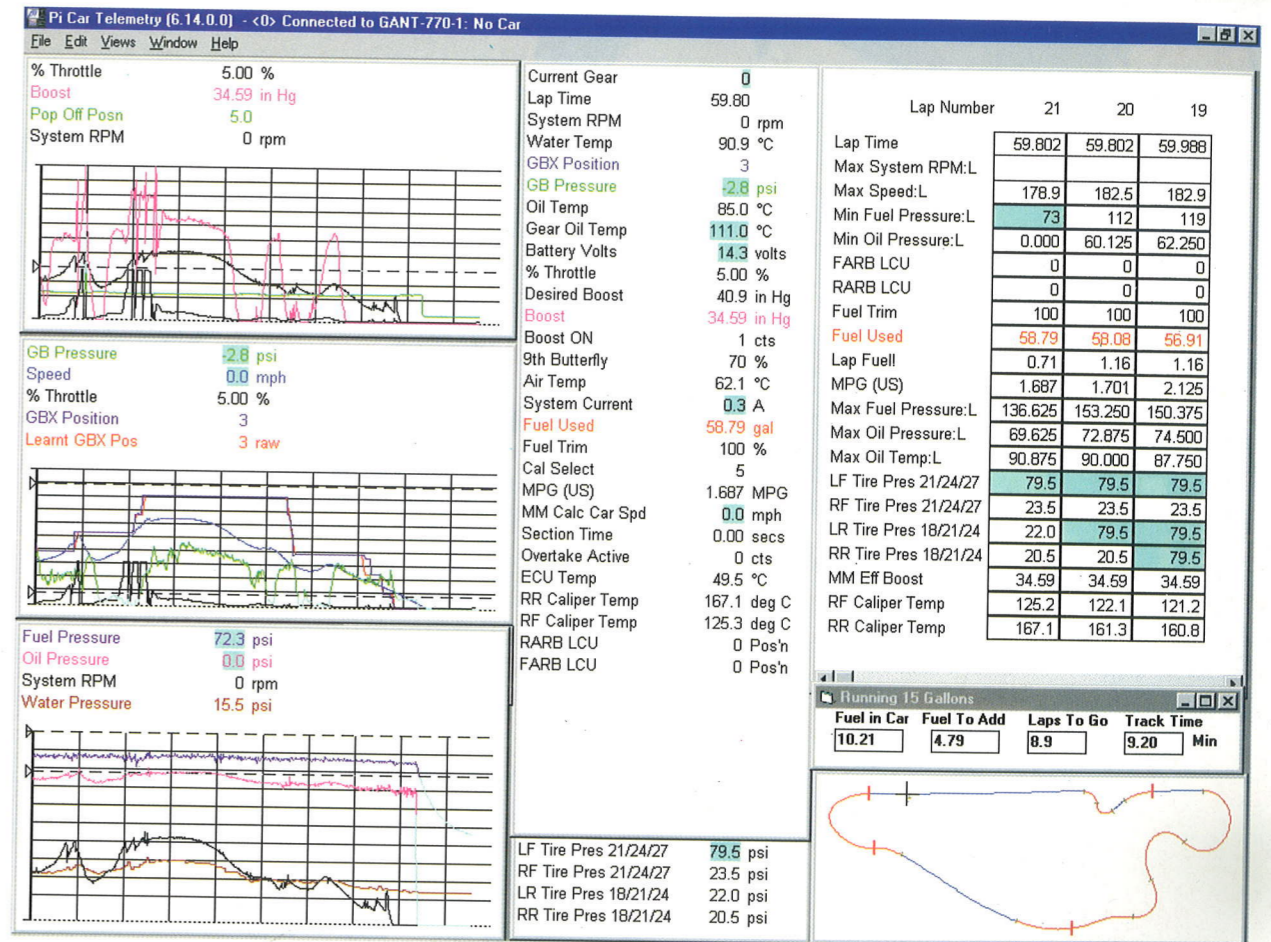 Pi Car Telemetry (6.14.0.0) - <0> Connected to GANT-770-1: No Car
File Edit Views Window Help
% Throttle 5.00 %
Boost 34.59 in Hg
Pop Off Posn 5.0
System RPM 0 rpm
GB Pressure -2.8 psi
Speed 0.0 mph
% Throttle 5.00 %
GBX Position 3
Learnt GBX Pos 3 raw
Fuel Pressure 72.3 psi
Oil Pressure 0.0 psi
System RPM 0 rpm
Water Pressure 15.5 psi
Current Gear 0
Lap Time 59.80
System RPM 0 rpm
Water Temp 90.9 °C
GBX Position 3
GB Pressure -2.8 psi
Oil Temp 85.0 °C
Gear Oil Temp 111.0 °C
Battery Volts 14.3 volts
% Throttle 5.00 %
Desired Boost 40.9 in Hg
Boost 34.59 in Hg
Boost ON 1 cts
9th Butterfly 70 %
Air Temp 62.1 °C
System Current 0.3 A
Fuel Used 58.79 gal
Fuel Trim 100 %
Cal Select 5
MPG (US) 1.687 MPG
MM Calc Car Spd 0.0 mph
Section Time 0.00 secs
Overtake Active 0 cts
ECU Temp 49.5 °C
RR Caliper Temp 167.1 deg C
RF Caliper Temp 125.3 deg C
RARB LCU 0 Pos'n
FARB LCU 0 Pos'n
LF Tire Pres 21/24/27 79.5 psi
RF Tire Pres 21/24/27 23.5 psi
LR Tire Pres 18/21/24 22.0 psi
RR Tire Pres 18/21/24 20.5 psi
Lap Number 21 20 19
Lap Time 59.802 59.802 59.988
Max System RPM:L
Max Speed:L 178.9 182.5 182.9
Min Fuel Pressure:L 73 112 119
Min Oil Pressure:L 0.000 60.125 62.250
FARB LCU 0 0 0
RARB LCU 0 0 0
Fuel Trim 100 100 100
Fuel Used 58.79 58.08 56.91
Lap Fuell 0.71 1.16 1.16
MPG (US) 1.687 1.701 2.125
Max Fuel Pressure:L 136.625 153.250 150.375
Max Oil Pressure:L 69.625 72.875 74.500
Max Oil Temp:L 90.875 90.000 87.750
LF Tire Pres 21/24/27 79.5 79.5 79.5
RF Tire Pres 21/24/27 23.5 23.5 23.5
LR Tire Pres 18/21/24 22.0 79.5 79.5
RR Tire Pres 18/21/24 20.5 20.5 79.5
MM Eff Boost 34.59 34.59 34.59
RF Caliper Temp 125.2 122.1 121.2
RR Caliper Temp 167.1 161.3 160.8
Running 15 Gallons
Fuel in Car Fuel To Add Laps To Go Track Time
10.21 4.79 8.9 9.20 Min